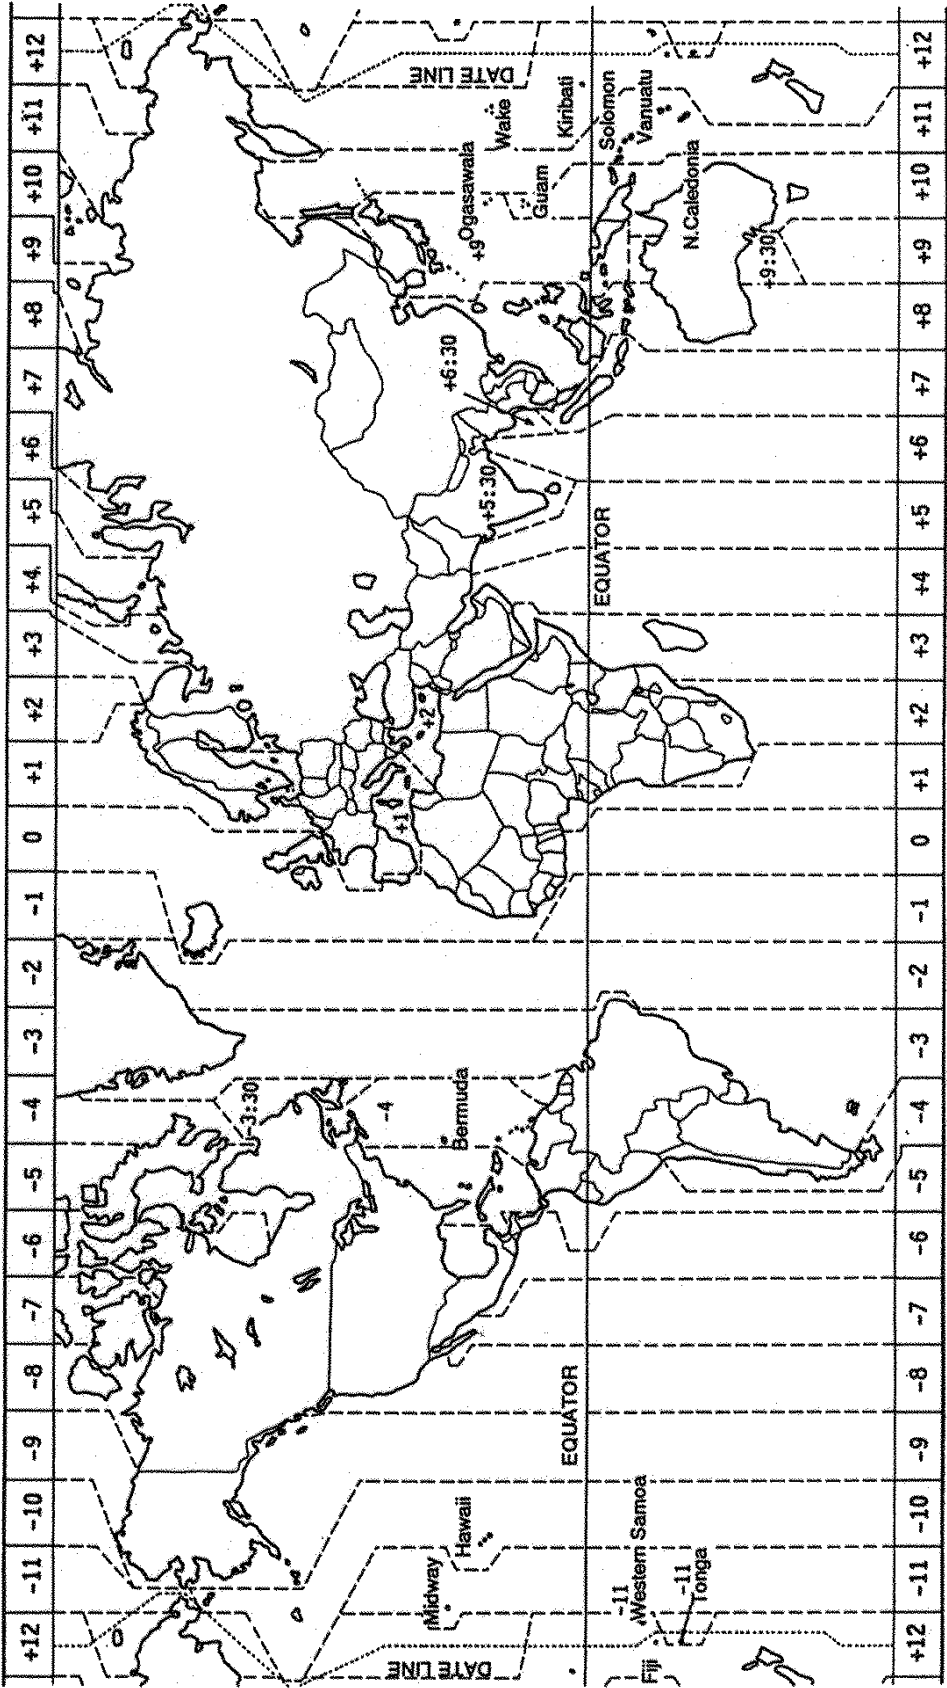 +12 -11 -10 -9 -8 -7 -6 -5 -4 -3 -2 -1 0 +1 +2 +3 +4 +5 +6 +7 +8 +9 +10 +11 +12
-3:30
-4
+1
+2
DATE LINE
Midway
Hawaii
Bermuda
+5:30
+6:30
Ogasawala
+9
Guam
Wake
DATE LINE
Kiribati
EQUATOR
EQUATOR
Solomon
Vanuatu
-11
Western Samoa
-11
Tonga
Fiji
N.Caledonia
+9:30
+12 -11 -10 -9 -8 -7 -6 -5 -4 -3 -2 -1 0 +1 +2 +3 +4 +5 +6 +7 +8 +9 +10 +11 +12